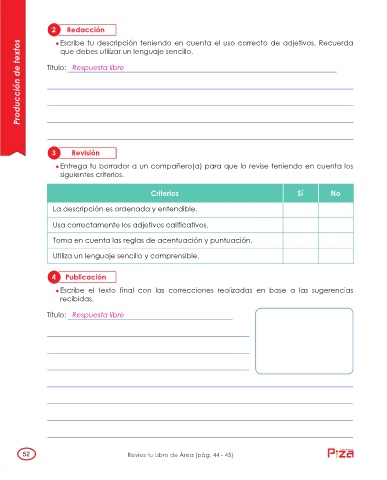 Producción de textos
2 Redacción
Escribe tu descripción teniendo en cuenta el uso correcto de adjetivos. Recuerda
que debes utilizar un lenguaje sencillo.
Título: Respuesta libre
3 Revisión
Entrega tu borrador a un compañero(a) para que lo revise teniendo en cuenta los
siguientes criterios.
Criterios Sí No
La descripción es ordenada y entendible.
Usa correctamente los adjetivos calificativos.
Toma en cuenta las reglas de acentuación y puntuación.
Utiliza un lenguaje sencillo y comprensible.
4 Publicación
Escribe el texto final con las correcciones realizadas en base a las sugerencias
recibidas.
Título: Respuesta libre
52
Revisa tu Libro de Área (pág. 44 - 45)
Piza